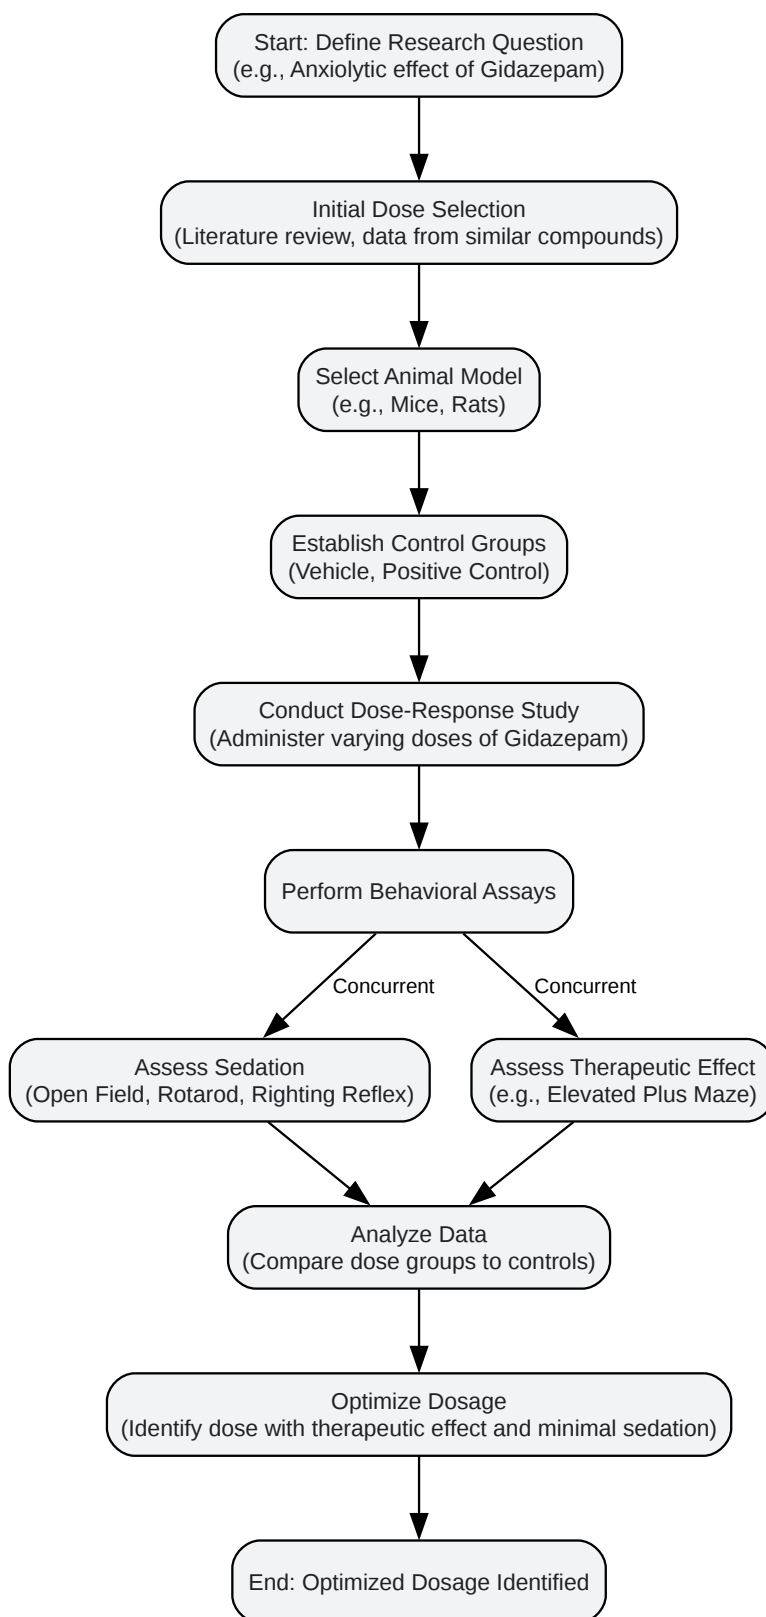 Start: Define Research Question
(e.g., Anxiolytic effect of Gidazepam)
Initial Dose Selection
(Literature review, data from similar compounds)
Select Animal Model
(e.g., Mice, Rats)
Establish Control Groups
(Vehicle, Positive Control)
Conduct Dose-Response Study
(Administer varying doses of Gidazepam)
Perform Behavioral Assays
Concurrent
Concurrent
Assess Sedation
(Open Field, Rotarod, Righting Reflex)
Assess Therapeutic Effect
(e.g., Elevated Plus Maze)
Analyze Data
(Compare dose groups to controls)
Optimize Dosage
(Identify dose with therapeutic effect and minimal sedation)
End: Optimized Dosage Identified